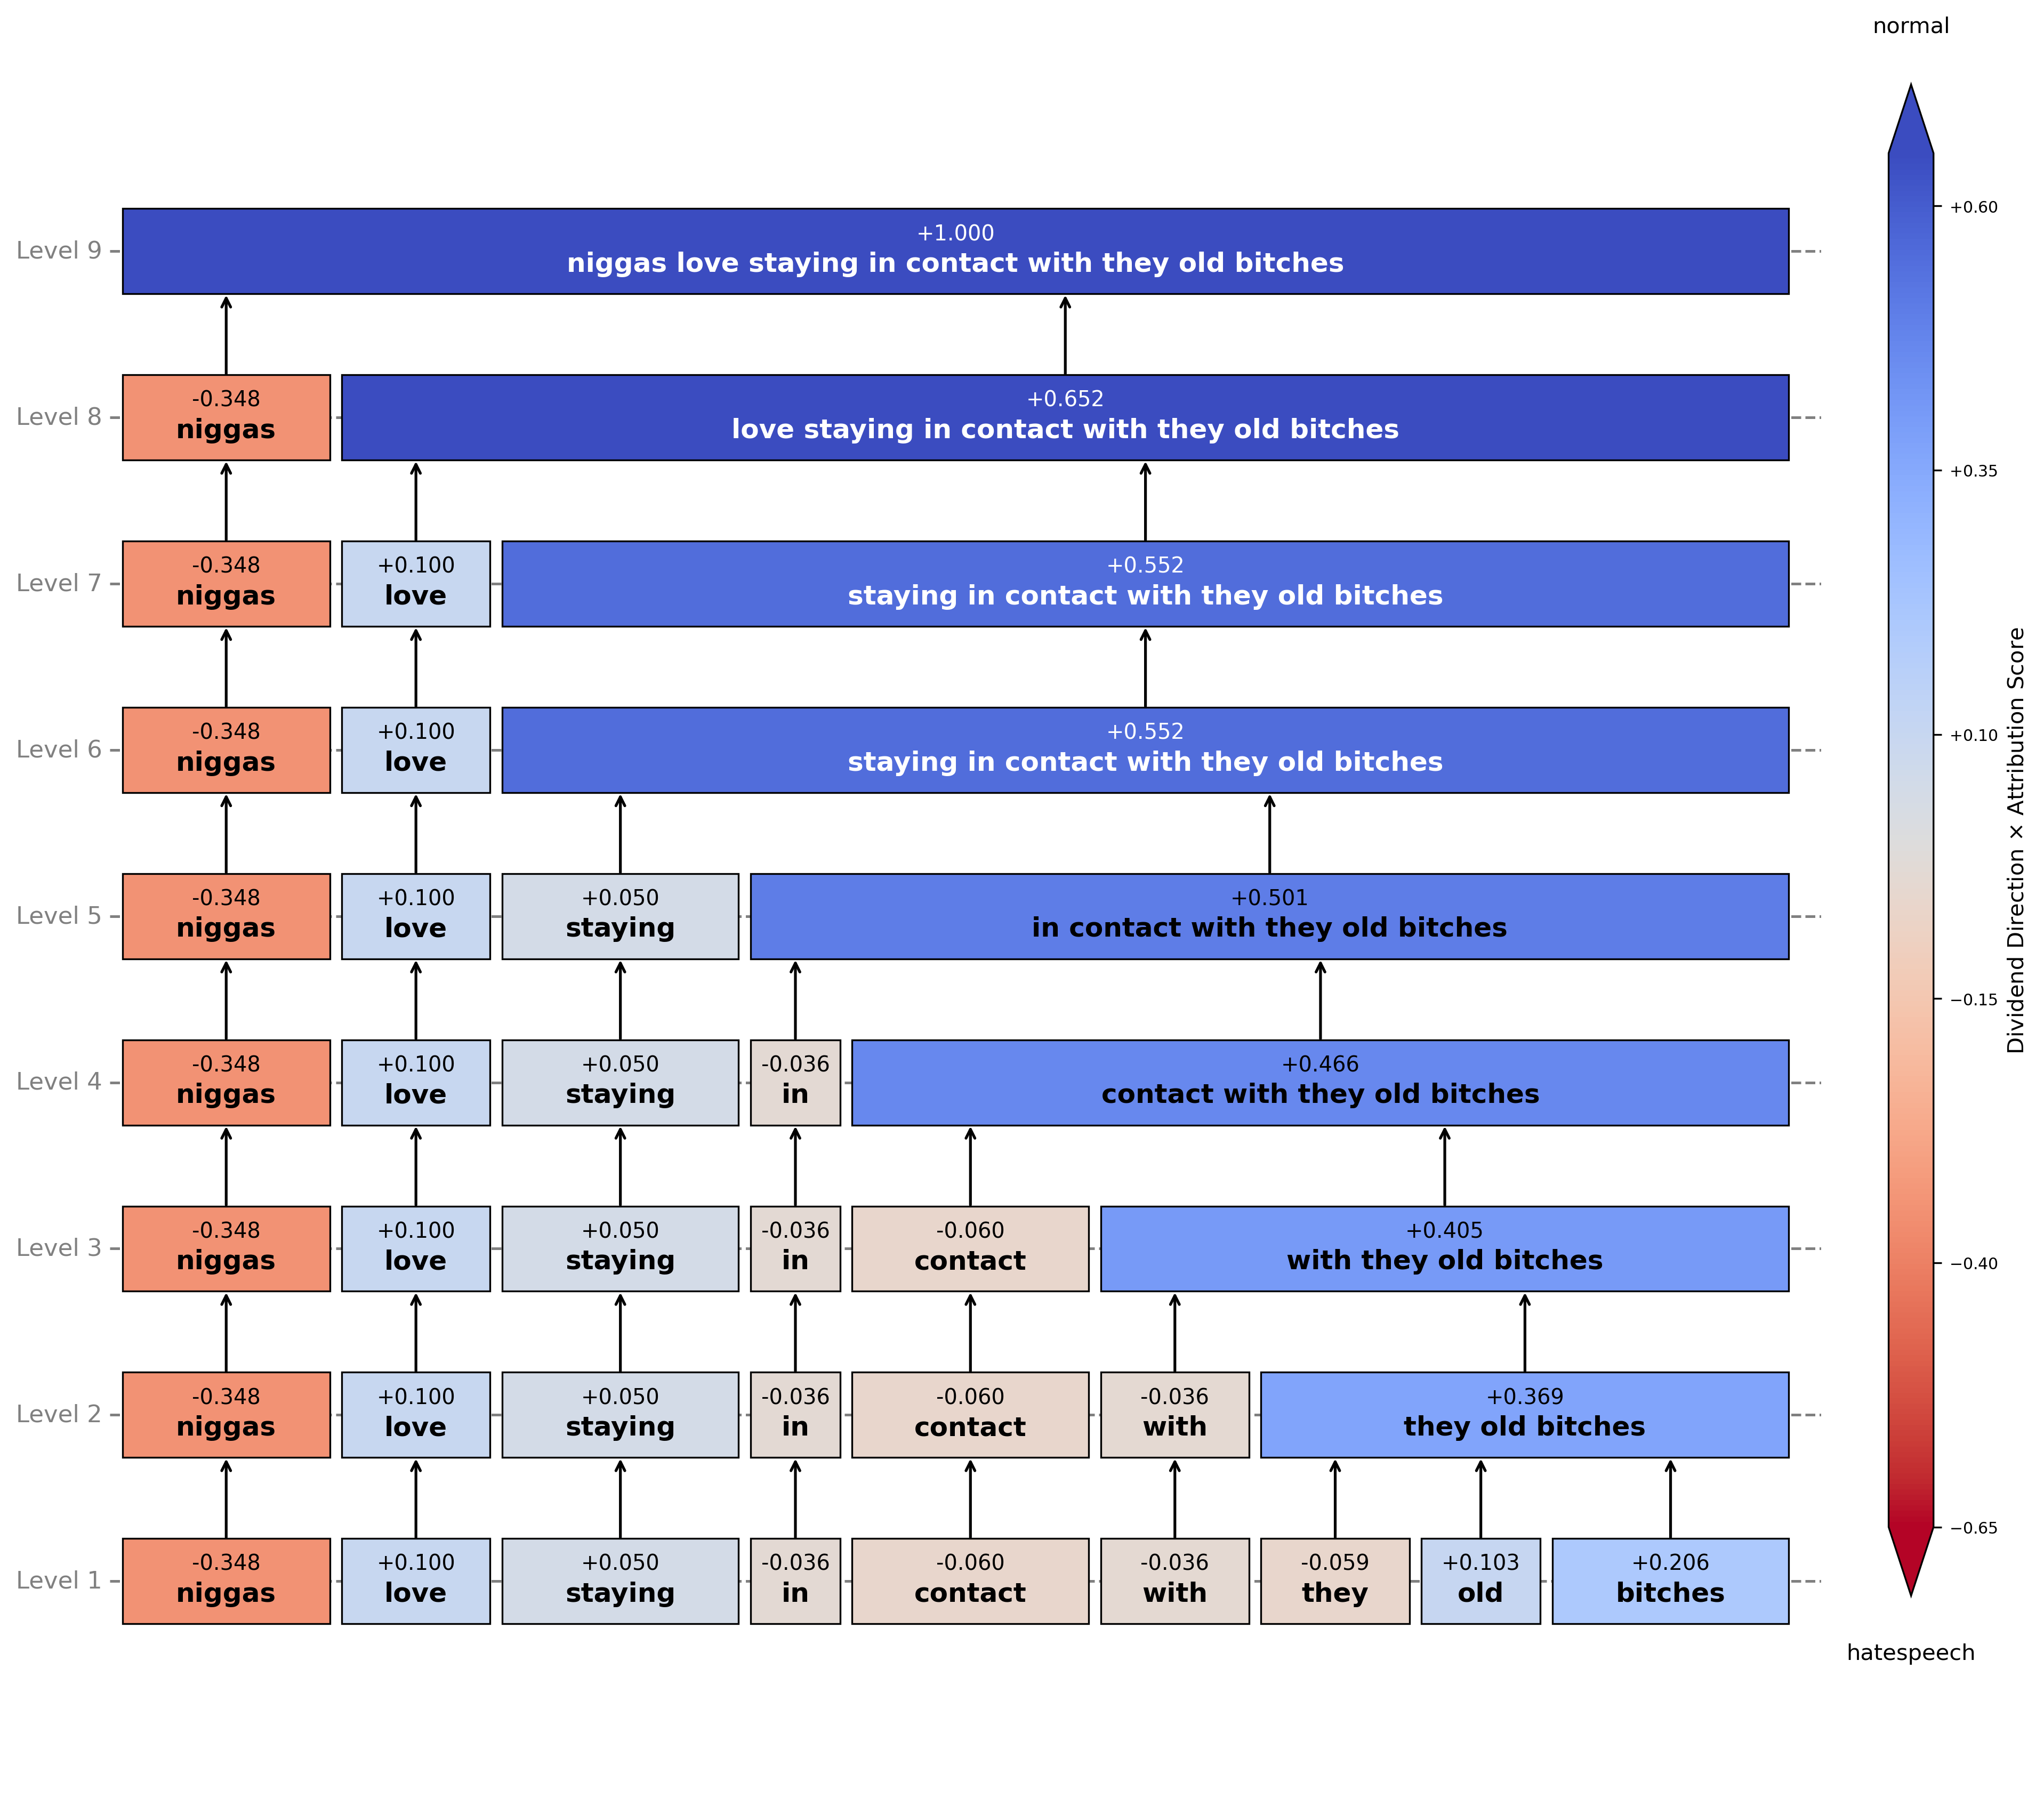 normal
Level 9
+1.000
niggas love staying in contact with they old bitches
Level 8
-0.348
niggas
+0.652
love staying in contact with they old bitches
Level 7
-0.348
niggas
+0.100
love
+0.552
staying in contact with they old bitches
Level 6
-0.348
niggas
+0.100
love
+0.552
staying in contact with they old bitches
Level 5
-0.348
niggas
+0.100
love
+0.050
staying
+0.501
in contact with they old bitches
Level 4
-0.348
niggas
+0.100
love
+0.050
staying
-0.036
in
+0.466
contact with they old bitches
Level 3
-0.348
niggas
+0.100
love
+0.050
staying
-0.036
in
-0.060
contact
+0.405
with they old bitches
Level 2
-0.348
niggas
+0.100
love
+0.050
staying
-0.036
in
-0.060
contact
-0.036
with
+0.369
they old bitches
Level 1
-0.348
niggas
+0.100
love
+0.050
staying
-0.036
in
-0.060
contact
-0.036
with
-0.059
they
+0.103
old
+0.206
bitches
+0.60
+0.35
+0.10
−0.15
−0.40
−0.65
Dividend Direction × Attribution Score
hatespeech